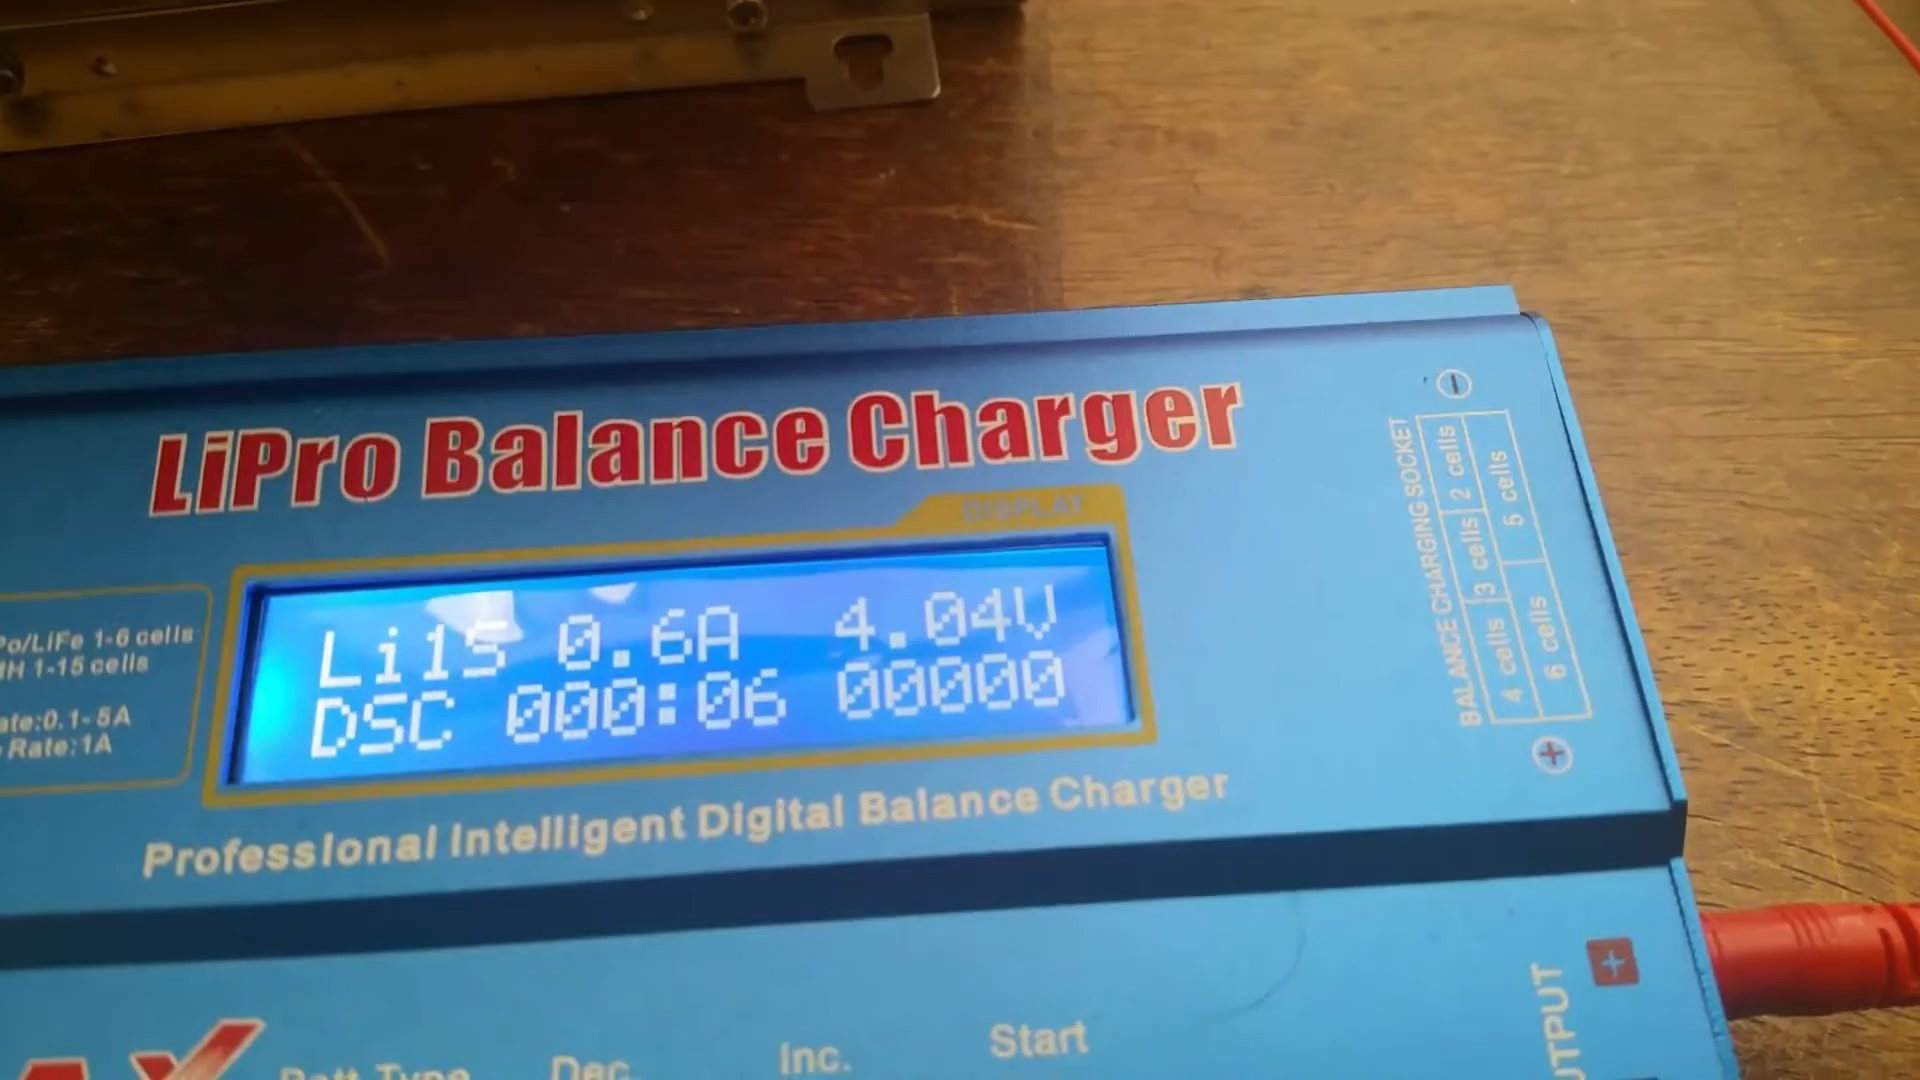 LiPro Balance Charger
DISPLAY
Li1S 0.6A 4.04V
DSC 000:06 00000
Professional Intelligent Digital Balance Charger
Po/LiFe 1-6 cells
MH 1-15 cells
ate:0.1-5A
Rate:1A
BALANCE CHARGING SOCKET
4 cells 3 cells 2 cells
6 cells 5 cells
Batt.Type
Dec.
Inc.
Start
UTPUT